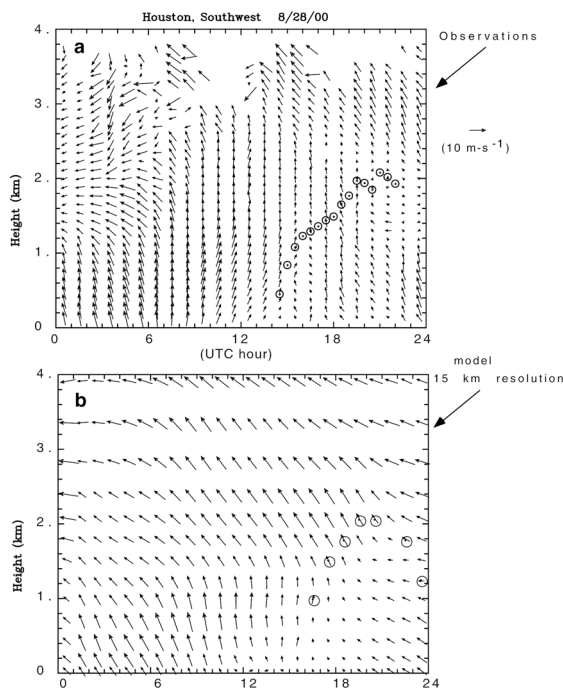 Houston, Southwest 8/28/00
4.
a
Observations
3.
(10 m-s -1)
2.
Height (km)
1.
0
0 6 12 18 24
(UTC hour)
model
15 km resolution
4.
b
3.
2.
Height (km)
1.
0
0 6 12 18 24